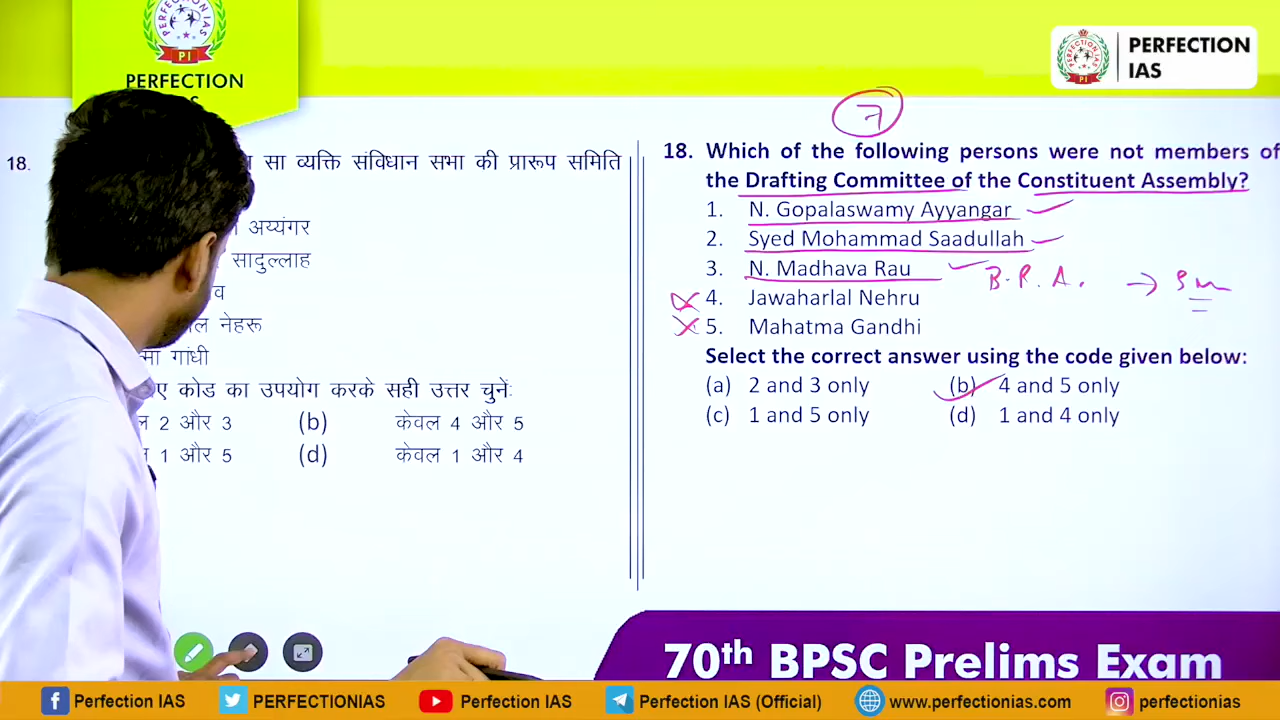 PERFECTION IAS
PI
PERFECTION
PERFECTION
IAS
PI
7
18. सा व्यक्ति संविधान सभा की प्रारूप समिति
अय्यंगर
सादुल्लाह
नेहरू
गांधी
कोड का उपयोग करके सही उत्तर चुनें:
2 और 3 (b) केवल 4 और 5
1 और 5 (d) केवल 1 और 4
18. Which of the following persons were not members of
the Drafting Committee of the Constituent Assembly?
1. N. Gopalaswamy Ayyangar
2. Syed Mohammad Saadullah
3. N. Madhava Rau
B. R. A. →
4. Jawaharlal Nehru
5. Mahatma Gandhi
Select the correct answer using the code given below:
(a) 2 and 3 only (b) 4 and 5 only
(c) 1 and 5 only (d) 1 and 4 only
70th BPSC Prelims Exam
Perfection IAS PERFECTIONIAS Perfection IAS Perfection IAS (Official) www.perfectionias.com perfectionias